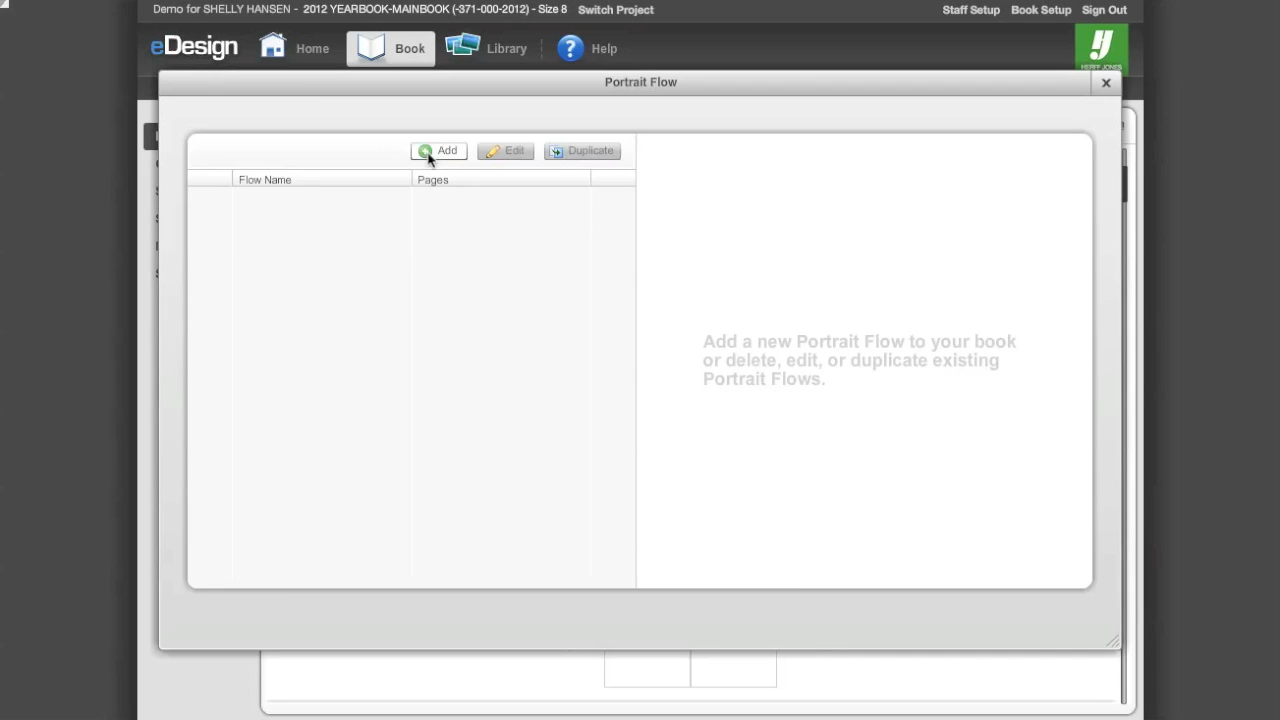 Demo for SHELLY HANSEN - 2012 YEARBOOK-MAINBOOK (-371-000-2012) - Size 8 Switch Project Staff Setup Book Setup Sign Out
eDesign Home Book Library Help
HERFF JONES
Portrait Flow
Add Edit Duplicate
Flow Name Pages
Add a new Portrait Flow to your book
or delete, edit, or duplicate existing
Portrait Flows.